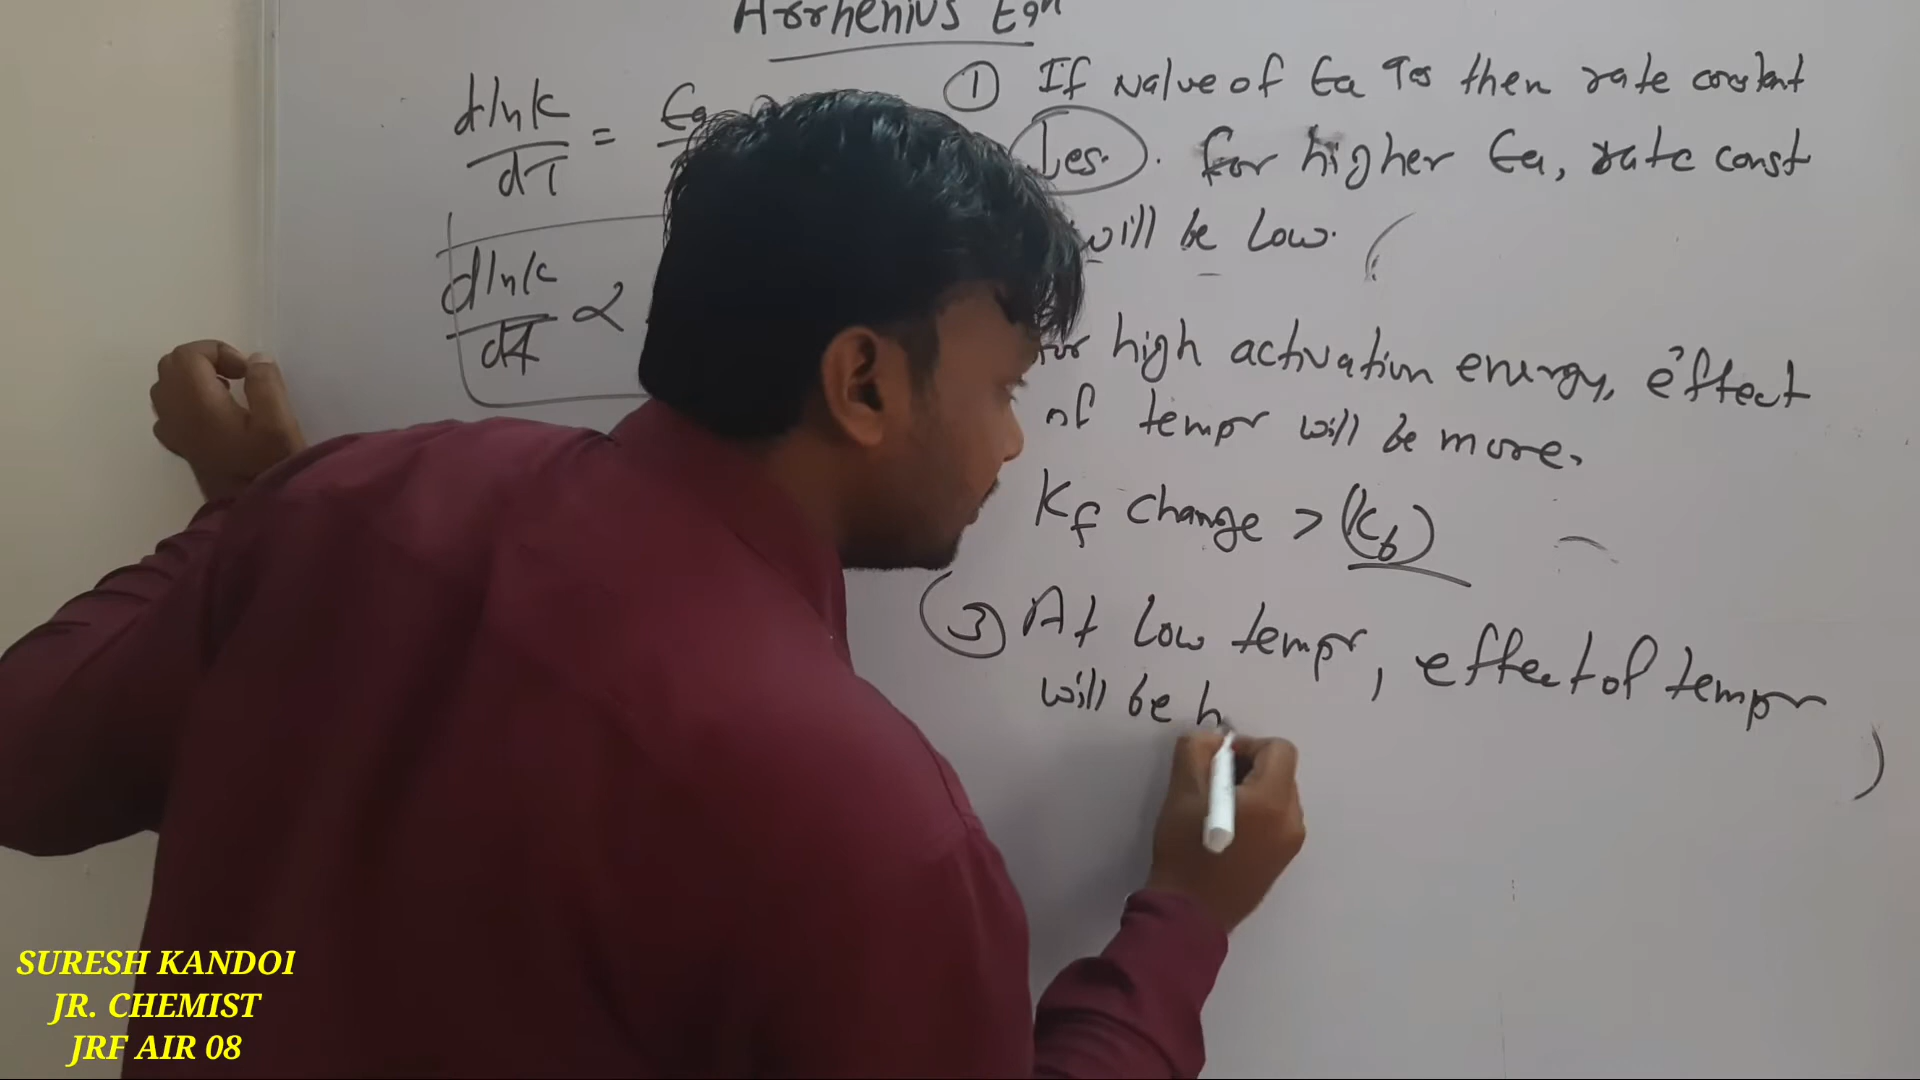 Arrhenius Eqn
dlnk/dT = Ea
dlnk/dT ∝
① If value of Ea ↑es then rate constant
↓es. for higher Ea, rate const
will be low.
for high activation energy, effect
of tempr will be more.
Kf change > (Kb)
③ At low tempr, effect of tempr
will be h
SURESH KANDOI
JR. CHEMIST
JRF AIR 08